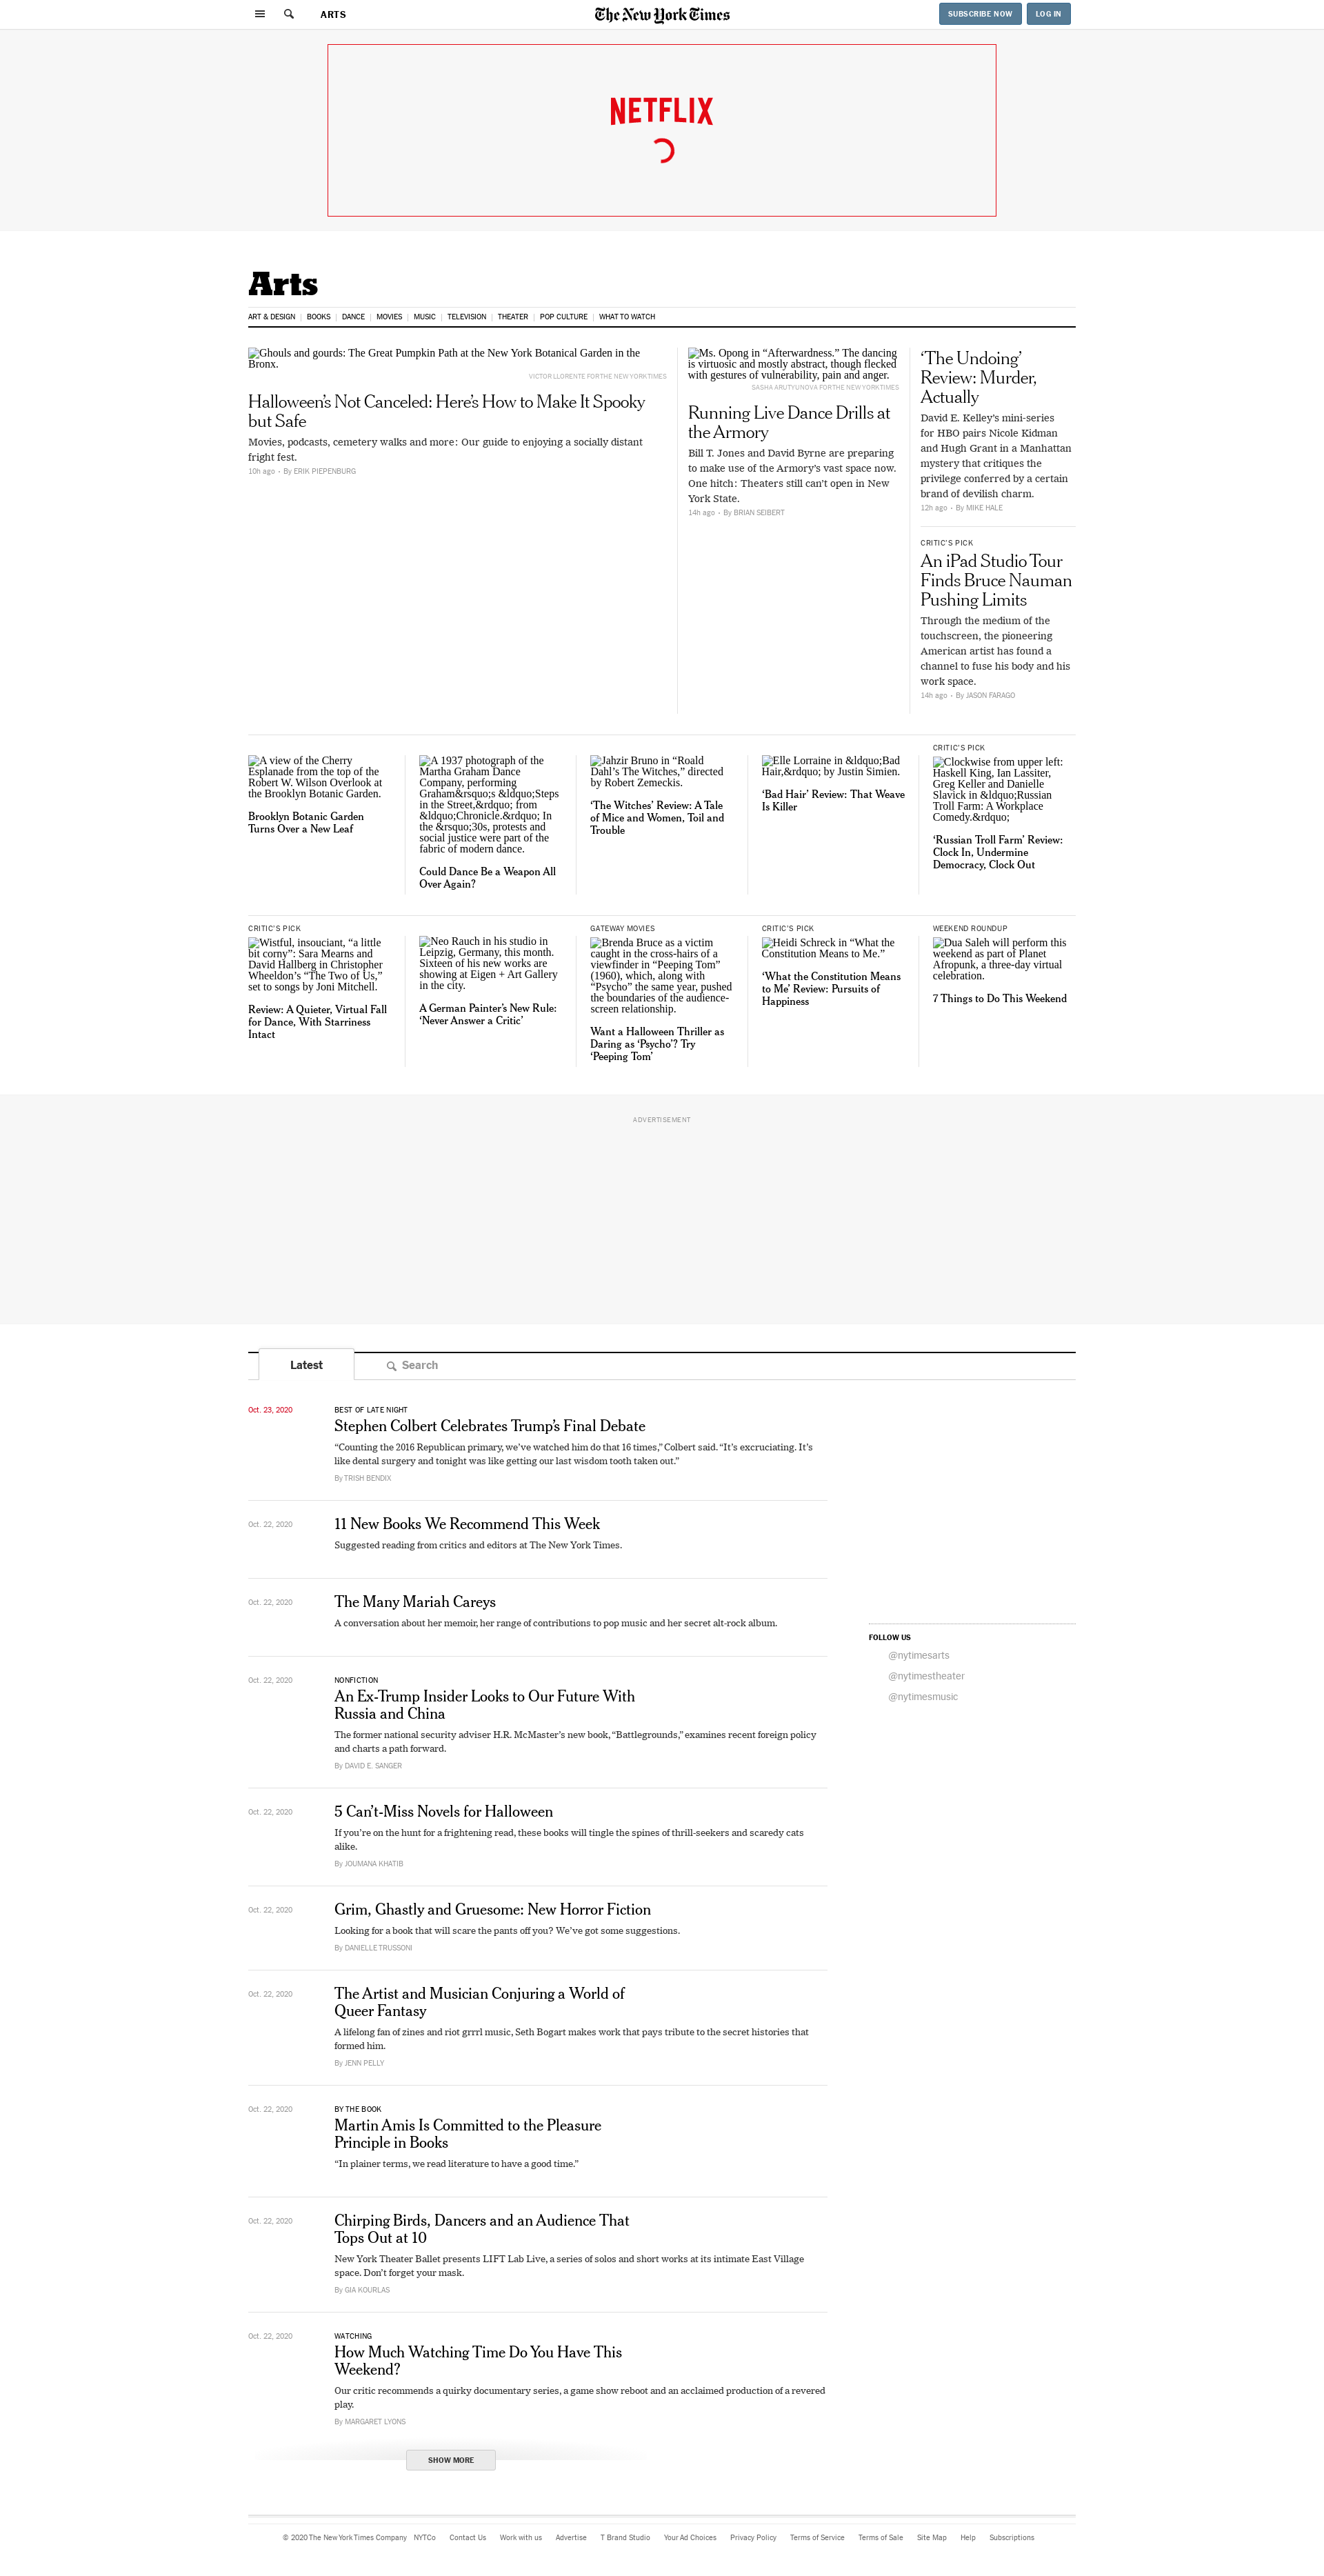 ARTS
The New York Times
SUBSCRIBE NOW
LOG IN
NETFLIX
Arts
ART & DESIGN
BOOKS
DANCE
MOVIES
MUSIC
TELEVISION
THEATER
POP CULTURE
WHAT TO WATCH
Ghouls and gourds: The Great Pumpkin Path at the New York Botanical Garden in the
Bronx.
VICTOR LLORENTE FOR THE NEW YORK TIMES
Halloween’s Not Canceled: Here’s How to Make It Spooky
but Safe
Movies, podcasts, cemetery walks and more: Our guide to enjoying a socially distant
fright fest.
10h ago · By ERIK PIEPENBURG
Ms. Opong in “Afterwardness.” The dancing
is virtuosic and mostly abstract, though flecked
with gestures of vulnerability, pain and anger.
SASHA ARUTYUNOVA FOR THE NEW YORK TIMES
Running Live Dance Drills at
the Armory
Bill T. Jones and David Byrne are preparing
to make use of the Armory’s vast space now.
One hitch: Theaters still can’t open in New
York State.
14h ago · By BRIAN SEIBERT
‘The Undoing’
Review: Murder,
Actually
David E. Kelley’s mini-series
for HBO pairs Nicole Kidman
and Hugh Grant in a Manhattan
mystery that critiques the
privilege conferred by a certain
brand of devilish charm.
12h ago · By MIKE HALE
CRITIC’S PICK
An iPad Studio Tour
Finds Bruce Nauman
Pushing Limits
Through the medium of the
touchscreen, the pioneering
American artist has found a
channel to fuse his body and his
work space.
14h ago · By JASON FARAGO
A view of the Cherry
Esplanade from the top of the
Robert W. Wilson Overlook at
the Brooklyn Botanic Garden.
Brooklyn Botanic Garden
Turns Over a New Leaf
A 1937 photograph of the
Martha Graham Dance
Company, performing
Graham&rsquo;s &ldquo;Steps
in the Street,&rdquo; from
&ldquo;Chronicle.&rdquo; In
the &rsquo;30s, protests and
social justice were part of the
fabric of modern dance.
Could Dance Be a Weapon All
Over Again?
Jahzir Bruno in “Roald
Dahl’s The Witches,” directed
by Robert Zemeckis.
‘The Witches’ Review: A Tale
of Mice and Women, Toil and
Trouble
Elle Lorraine in &ldquo;Bad
Hair,&rdquo; by Justin Simien.
‘Bad Hair’ Review: That Weave
Is Killer
CRITIC’S PICK
Clockwise from upper left:
Haskell King, Ian Lassiter,
Greg Keller and Danielle
Slavick in &ldquo;Russian
Troll Farm: A Workplace
Comedy.&rdquo;
‘Russian Troll Farm’ Review:
Clock In, Undermine
Democracy, Clock Out
CRITIC’S PICK
Wistful, insouciant, “a little
bit corny”: Sara Mearns and
David Hallberg in Christopher
Wheeldon’s “The Two of Us,”
set to songs by Joni Mitchell.
Review: A Quieter, Virtual Fall
for Dance, With Starriness
Intact
Neo Rauch in his studio in
Leipzig, Germany, this month.
Sixteen of his new works are
showing at Eigen + Art Gallery
in the city.
A German Painter’s New Rule:
‘Never Answer a Critic’
GATEWAY MOVIES
Brenda Bruce as a victim
caught in the cross-hairs of a
viewfinder in “Peeping Tom”
(1960), which, along with
“Psycho” the same year, pushed
the boundaries of the audience-
screen relationship.
Want a Halloween Thriller as
Daring as ‘Psycho’? Try
‘Peeping Tom’
CRITIC’S PICK
Heidi Schreck in “What the
Constitution Means to Me.”
‘What the Constitution Means
to Me’ Review: Pursuits of
Happiness
WEEKEND ROUNDUP
Dua Saleh will perform this
weekend as part of Planet
Afropunk, a three-day virtual
celebration.
7 Things to Do This Weekend
ADVERTISEMENT
Latest
Search
Oct. 23, 2020
BEST OF LATE NIGHT
Stephen Colbert Celebrates Trump’s Final Debate
“Counting the 2016 Republican primary, we’ve watched him do that 16 times,” Colbert said. “It’s excruciating. It’s
like dental surgery and tonight was like getting our last wisdom tooth taken out.”
By TRISH BENDIX
Oct. 22, 2020
11 New Books We Recommend This Week
Suggested reading from critics and editors at The New York Times.
Oct. 22, 2020
The Many Mariah Careys
A conversation about her memoir, her range of contributions to pop music and her secret alt-rock album.
FOLLOW US
@nytimesarts
@nytimestheater
@nytimesmusic
Oct. 22, 2020
NONFICTION
An Ex-Trump Insider Looks to Our Future With
Russia and China
The former national security adviser H.R. McMaster’s new book, “Battlegrounds,” examines recent foreign policy
and charts a path forward.
By DAVID E. SANGER
Oct. 22, 2020
5 Can’t-Miss Novels for Halloween
If you’re on the hunt for a frightening read, these books will tingle the spines of thrill-seekers and scaredy cats
alike.
By JOUMANA KHATIB
Oct. 22, 2020
Grim, Ghastly and Gruesome: New Horror Fiction
Looking for a book that will scare the pants off you? We’ve got some suggestions.
By DANIELLE TRUSSONI
Oct. 22, 2020
The Artist and Musician Conjuring a World of
Queer Fantasy
A lifelong fan of zines and riot grrrl music, Seth Bogart makes work that pays tribute to the secret histories that
formed him.
By JENN PELLY
Oct. 22, 2020
BY THE BOOK
Martin Amis Is Committed to the Pleasure
Principle in Books
“In plainer terms, we read literature to have a good time.”
Oct. 22, 2020
Chirping Birds, Dancers and an Audience That
Tops Out at 10
New York Theater Ballet presents LIFT Lab Live, a series of solos and short works at its intimate East Village
space. Don’t forget your mask.
By GIA KOURLAS
Oct. 22, 2020
WATCHING
How Much Watching Time Do You Have This
Weekend?
Our critic recommends a quirky documentary series, a game show reboot and an acclaimed production of a revered
play.
By MARGARET LYONS
SHOW MORE
© 2020 The New York Times Company
NYTCo
Contact Us
Work with us
Advertise
T Brand Studio
Your Ad Choices
Privacy Policy
Terms of Service
Terms of Sale
Site Map
Help
Subscriptions